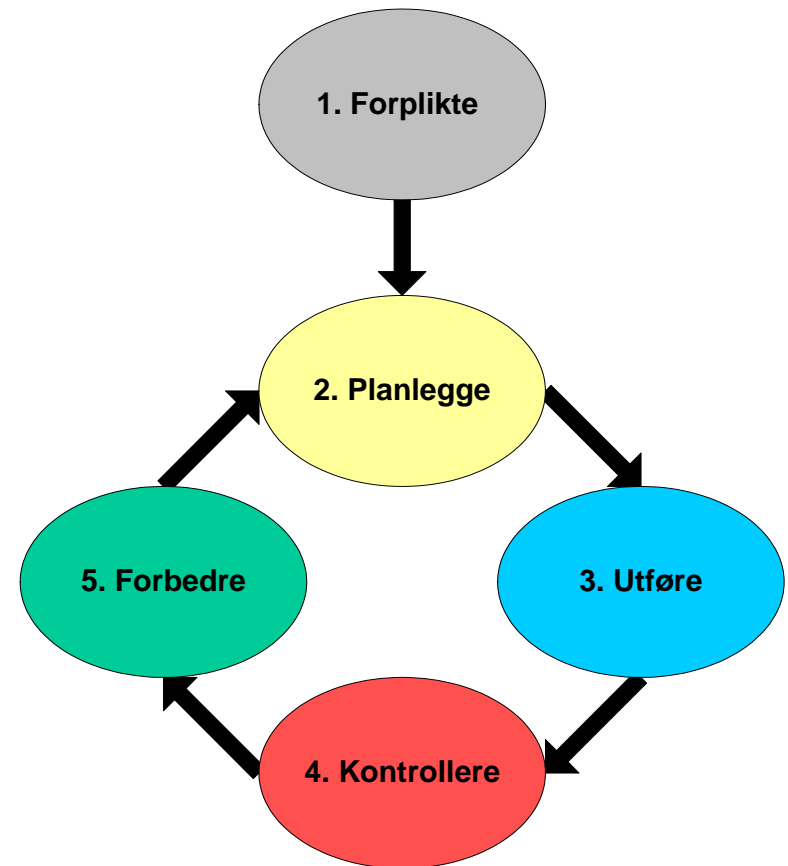 1. Forplikte
2. Planlegge
3. Utføre
4. Kontrollere
5. Forbedre